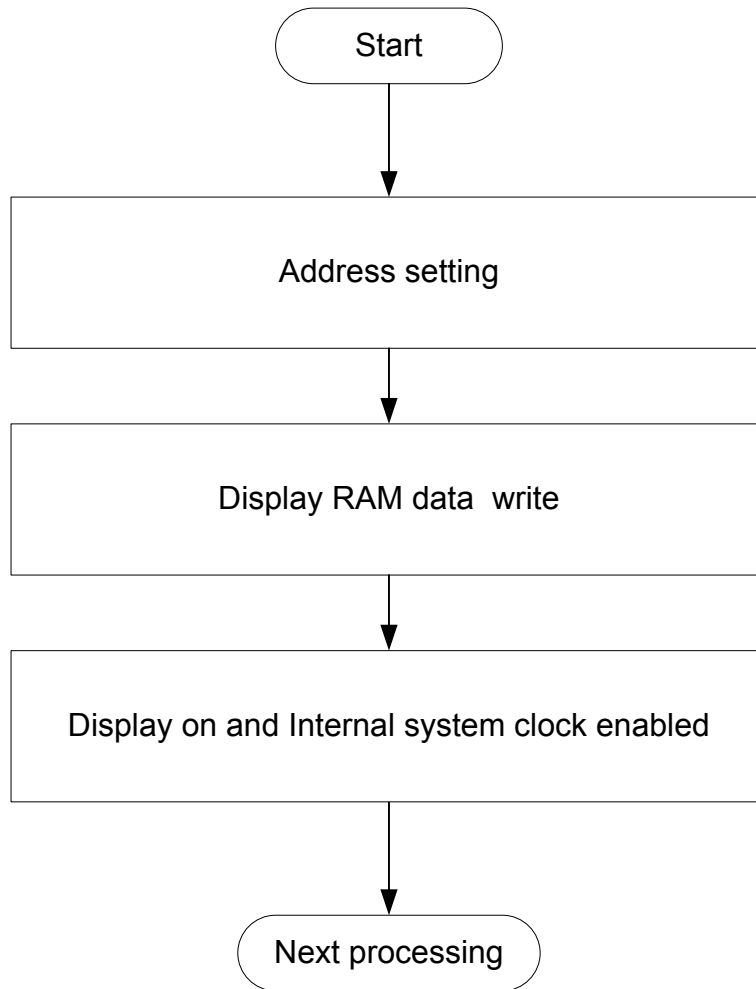 Start
Address setting
Display RAM data  write
Display on and Internal system clock enabled
Next processing